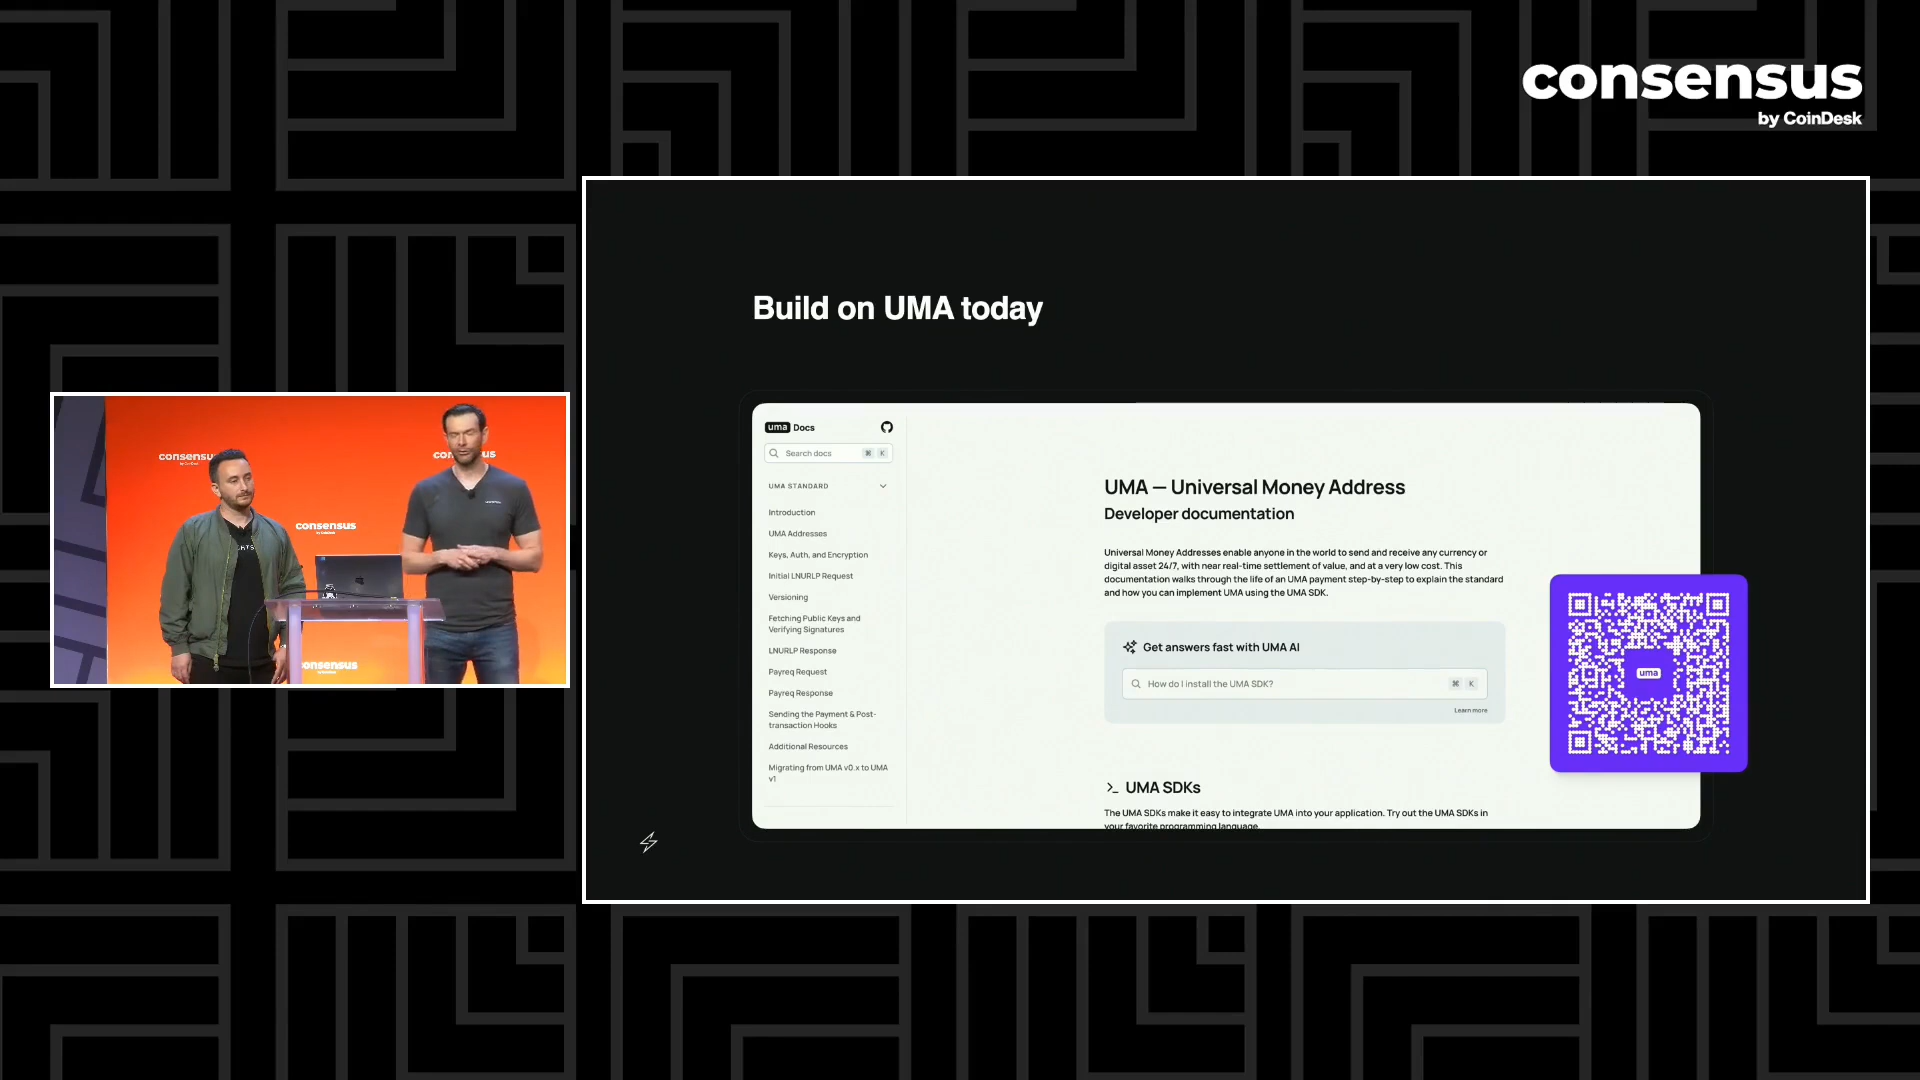 consensus
by CoinDesk
Build on UMA today
uma Docs
Search docs ⌘ K
UMA STANDARD
Introduction
UMA Addresses
Keys, Auth, and Encryption
Initial LNURLP Request
Versioning
Fetching Public Keys and
Verifying Signatures
LNURLP Response
Payreq Request
Payreq Response
Sending the Payment & Post-
transaction Hooks
Additional Resources
Migrating from UMA v0.x to UMA
v1
UMA — Universal Money Address
Developer documentation
Universal Money Addresses enable anyone in the world to send and receive any currency or
digital asset 24/7, with near real-time settlement of value, and at a very low cost. This
documentation walks through the life of an UMA payment step-by-step to explain the standard
and how you can implement UMA using the UMA SDK.
Get answers fast with UMA AI
How do I install the UMA SDK? ⌘ K
Learn more
>_ UMA SDKs
The UMA SDKs make it easy to integrate UMA into your application. Try out the UMA SDKs in
your favorite programming language.
uma
consensus
consensus
consensus